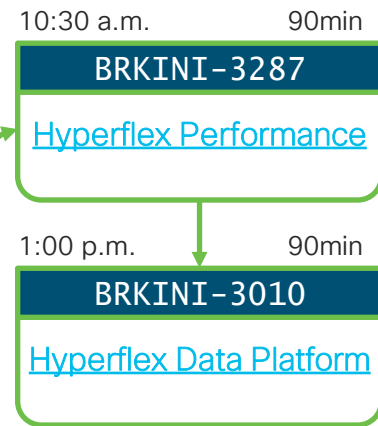 10:30 a.m. 90min
BRKINI-3287
Hyperflex Performance
1:00 p.m. 90min
BRKINI-3010
Hyperflex Data Platform